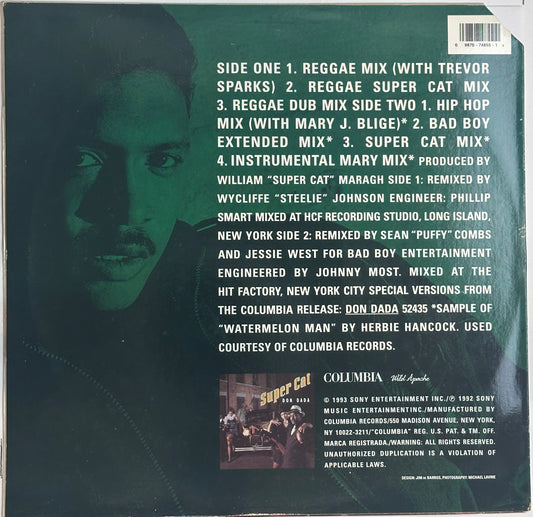 SIDE ONE 1. REGGAE MIX (WITH TREVOR
SPARKS) 2. REGGAE SUPER CAT MIX
3. REGGAE DUB MIX SIDE TWO 1. HIP HOP
MIX (WITH MARY J. BLIGE)* 2. BAD BOY
EXTENDED MIX* 3. SUPER CAT MIX*
4. INSTRUMENTAL MARY MIX* PRODUCED BY
WILLIAM "SUPER CAT" MARAGH SIDE 1: REMIXED BY
WYCLIFFE "STEELIE" JOHNSON ENGINEER: PHILLIP
SMART MIXED AT HCF RECORDING STUDIO, LONG ISLAND,
NEW YORK SIDE 2: REMIXED BY SEAN "PUFFY" COMBS
AND JESSIE WEST FOR BAD BOY ENTERTAINMENT
ENGINEERED BY JOHNNY MOST. MIXED AT THE
HIT FACTORY, NEW YORK CITY SPECIAL VERSIONS FROM
THE COLUMBIA RELEASE: DON DADA 52435 *SAMPLE OF
"WATERMELON MAN" BY HERBIE HANCOCK. USED
COURTESY OF COLUMBIA RECORDS.
Super Cat
DON DADA
COLUMBIA Wild Apache
© 1993 SONY ENTERTAINMENT INC./℗ 1992 SONY
MUSIC ENTERTAINMENTINC./MANUFACTURED BY
COLUMBIA RECORDS/550 MADISON AVENUE, NEW YORK,
NY 10022-3211/"COLUMBIA" REG. U.S. PAT. & TM. OFF.
MARCA REGISTRADA./WARNING: ALL RIGHTS RESERVED.
UNAUTHORIZED DUPLICATION IS A VIOLATION OF
APPLICABLE LAWS.
DESIGN: JIM DE BARROS, PHOTOGRAPHY: MICHAEL LAVINE